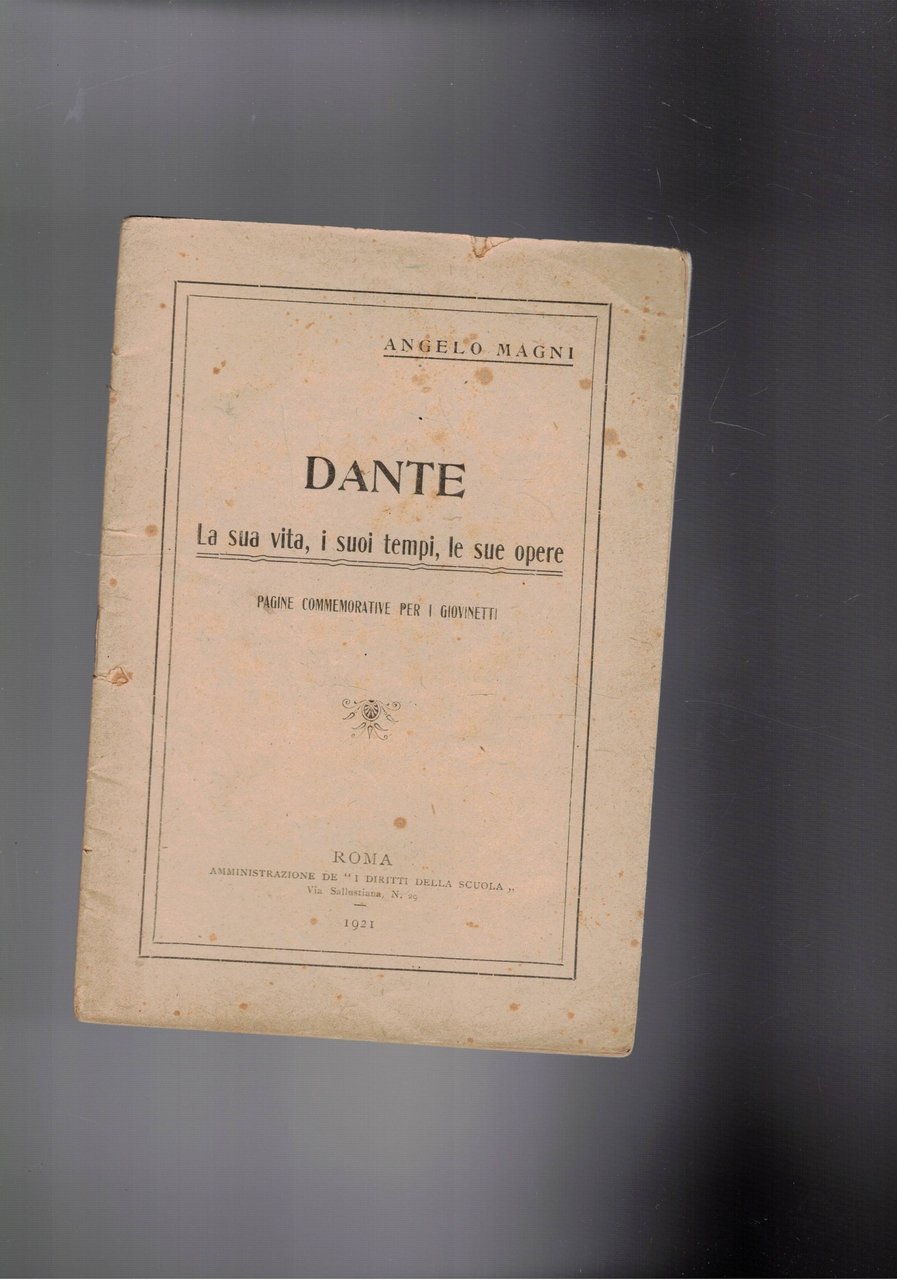 ANGELO MAGNI
DANTE
La sua vita, i suoi tempi, le sue opere
PAGINE COMMEMORATIVE PER I GIOVINETTI
ROMA
AMMINISTRAZIONE DE "I DIRITTI DELLA SCUOLA„
Via Sallustiana, N. 29
1921